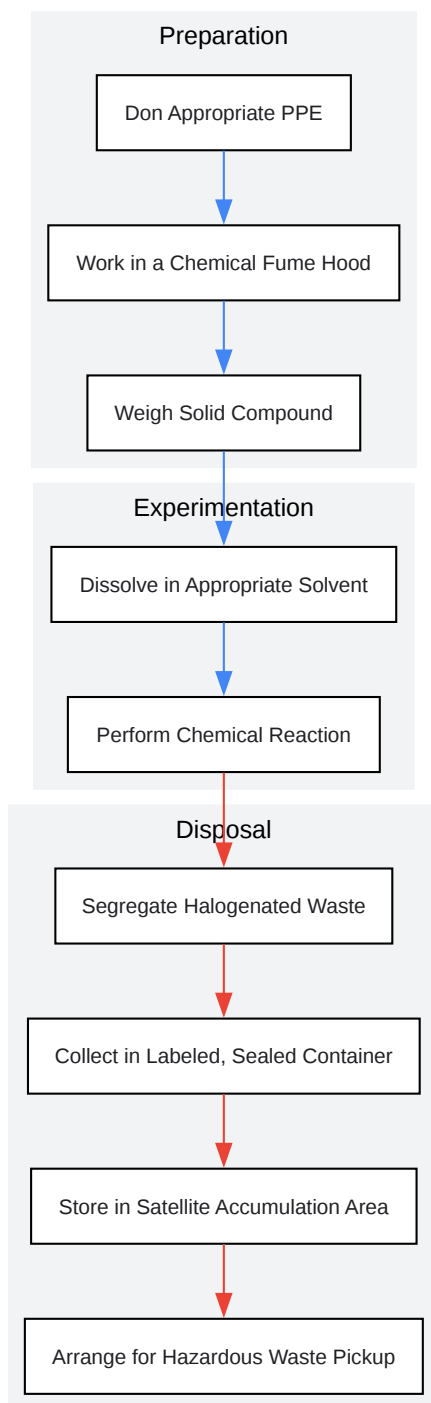 Preparation
Don Appropriate PPE
Work in a Chemical Fume Hood
Weigh Solid Compound
Experimentation
Dissolve in Appropriate Solvent
Perform Chemical Reaction
Disposal
Segregate Halogenated Waste
Collect in Labeled, Sealed Container
Store in Satellite Accumulation Area
Arrange for Hazardous Waste Pickup